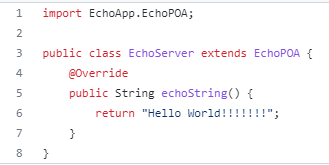 1 import EchoApp.EchoPOA;
2
3 public class EchoServer extends EchoPOA {
4     @Override
5     public String echoString() {
6         return "Hello World!!!!!!!";
7     }
8 }